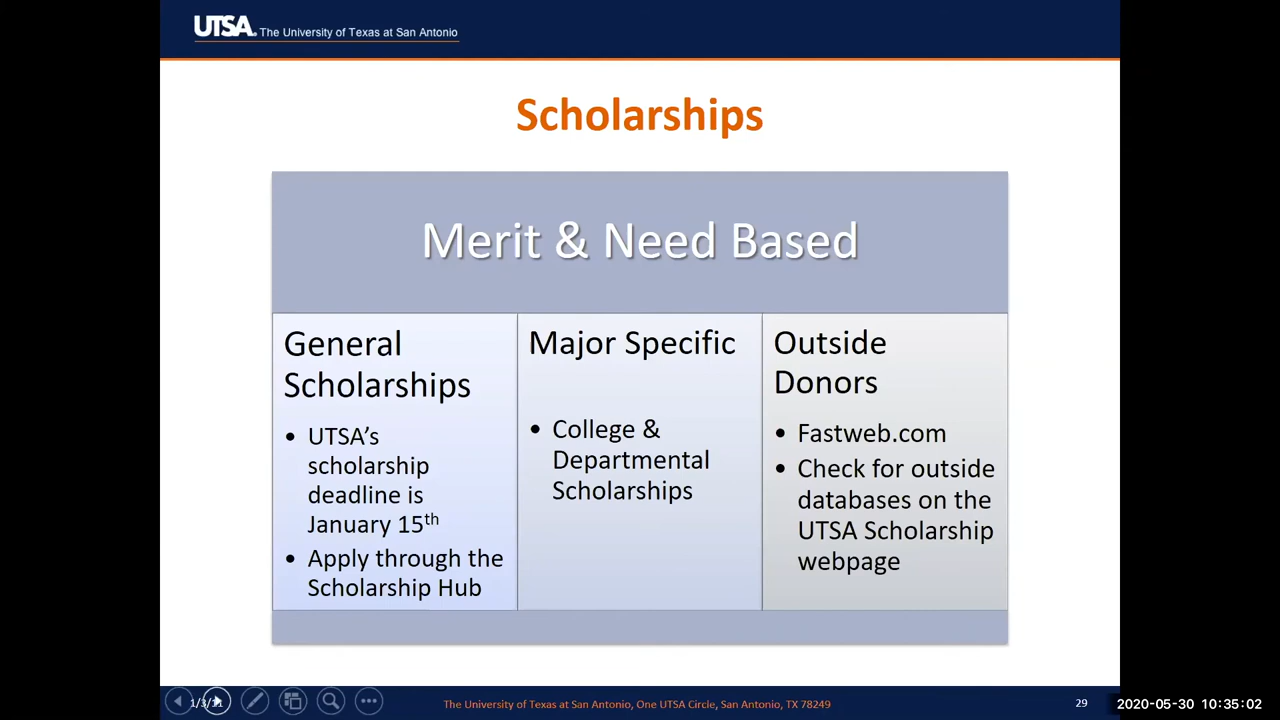 UTSA. The University of Texas at San Antonio
Scholarships
Merit & Need Based
General
Scholarships
• UTSA’s
scholarship
deadline is
January 15th
• Apply through the
Scholarship Hub
Major Specific
• College &
Departmental
Scholarships
Outside
Donors
• Fastweb.com
• Check for outside
databases on the
UTSA Scholarship
webpage
The University of Texas at San Antonio, One UTSA Circle, San Antonio, TX 78249
29
2020-05-30 10:35:02